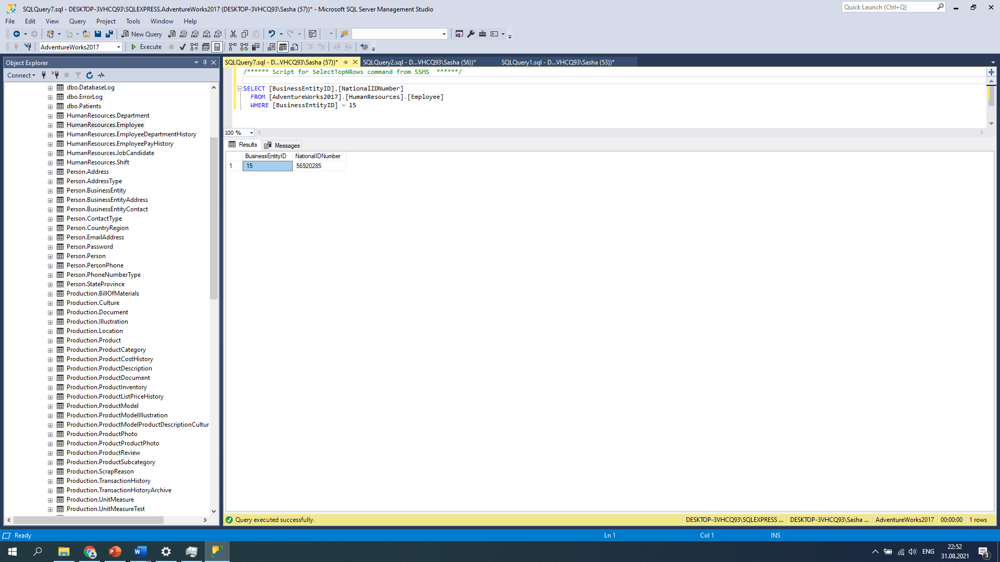 SQLQuery7.sql - DESKTOP-3VHCQ93\SQLEXPRESS.AdventureWorks2017 (DESKTOP-3VHCQ93\Sasha (57))* - Microsoft SQL Server Management Studio
Quick Launch (Ctrl+Q)
File Edit View Query Project Tools Window Help
New Query
MDX DMX XMLA DAX
AdventureWorks2017
Execute
Object Explorer
Connect
dbo.DatabaseLog
dbo.ErrorLog
dbo.Patients
HumanResources.Department
HumanResources.Employee
HumanResources.EmployeeDepartmentHistory
HumanResources.EmployeePayHistory
HumanResources.JobCandidate
HumanResources.Shift
Person.Address
Person.AddressType
Person.BusinessEntity
Person.BusinessEntityAddress
Person.BusinessEntityContact
Person.ContactType
Person.CountryRegion
Person.EmailAddress
Person.Password
Person.Person
Person.PersonPhone
Person.PhoneNumberType
Person.StateProvince
Production.BillOfMaterials
Production.Culture
Production.Document
Production.Illustration
Production.Location
Production.Product
Production.ProductCategory
Production.ProductCostHistory
Production.ProductDescription
Production.ProductDocument
Production.ProductInventory
Production.ProductListPriceHistory
Production.ProductModel
Production.ProductModelIllustration
Production.ProductModelProductDescriptionCultur
Production.ProductPhoto
Production.ProductProductPhoto
Production.ProductReview
Production.ProductSubcategory
Production.ScrapReason
Production.TransactionHistory
Production.TransactionHistoryArchive
Production.UnitMeasure
Production.UnitMeasureTest
SQLQuery7.sql - D...VHCQ93\Sasha (57))* SQLQuery2.sql - D...VHCQ93\Sasha (56))* SQLQuery1.sql - D...VHCQ93\Sasha (53))*
/****** Script for SelectTopNRows command from SSMS ******/
SELECT [BusinessEntityID],[NationalIDNumber]
FROM [AdventureWorks2017].[HumanResources].[Employee]
WHERE [BusinessEntityID] = 15
100 %
Results Messages
BusinessEntityID NationalIDNumber
1 15 56920285
Query executed successfully. DESKTOP-3VHCQ93\SQLEXPRESS ... DESKTOP-3VHCQ93\Sasha ... AdventureWorks2017 00:00:00 1 rows
Ready Ln 1 Col 1 INS
ENG
22:52
31.08.2021
3